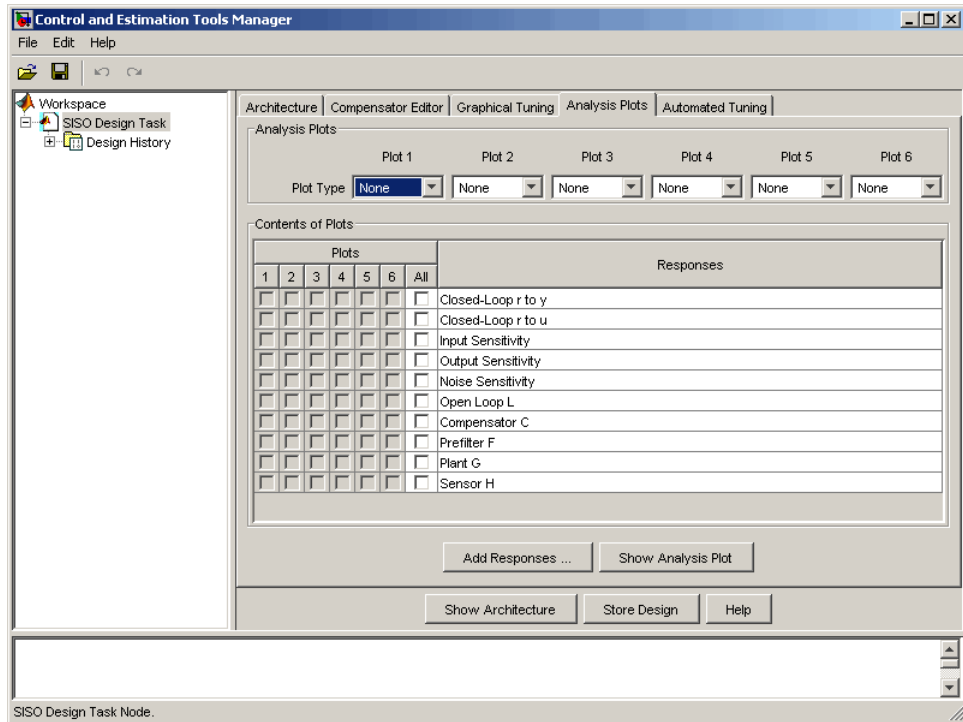 Control and Estimation Tools Manager
File Edit Help
Workspace
SISO Design Task
Design History
Architecture Compensator Editor Graphical Tuning Analysis Plots Automated Tuning
Analysis Plots
Plot 1 Plot 2 Plot 3 Plot 4 Plot 5 Plot 6
Plot Type None None None None None None
Contents of Plots
Plots
Responses
1 2 3 4 5 6 All
Closed-Loop r to y
Closed-Loop r to u
Input Sensitivity
Output Sensitivity
Noise Sensitivity
Open Loop L
Compensator C
Prefilter F
Plant G
Sensor H
Add Responses ... Show Analysis Plot
Show Architecture Store Design Help
SISO Design Task Node.